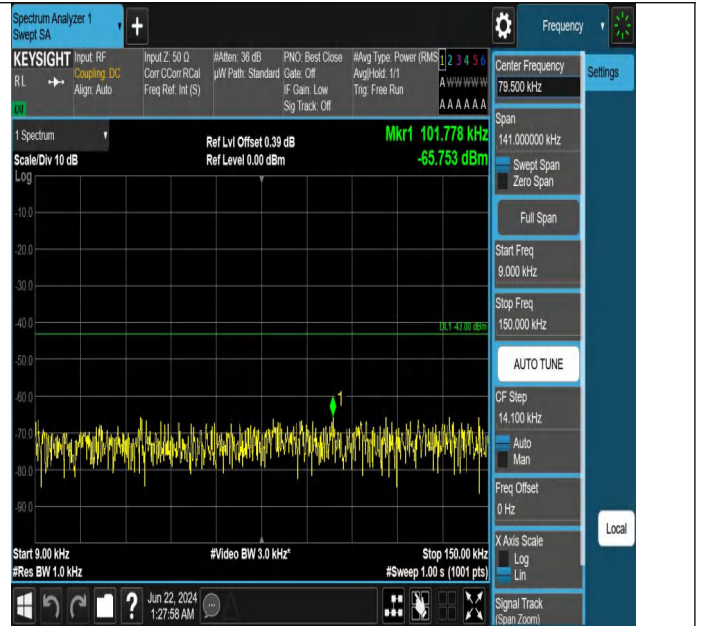 Spectrum Analyzer 1
Swept SA
+
Frequency
KEYSIGHT
RL
Input: RF
Coupling: DC
Align: Auto
Input Z: 50 Ω
Corr CCorr RCal
Freq Ref: Int (S)
#Atten: 36 dB
µW Path: Standard
PNO: Best Close
Gate: Off
IF Gain: Low
Sig Track: Off
#Avg Type: Power (RMS
Avg|Hold: 1/1
Trig: Free Run
1 2 3 4 5 6
A W W W W W
A A A A A A
LXI
1 Spectrum
Scale/Div 10 dB
Log
Ref Lvl Offset 0.39 dB
Ref Level 0.00 dBm
Mkr1 101.778 kHz
-65.753 dBm
-10.0
-20.0
-30.0
-40.0
DL1 -43.00 dBm
-50.0
-60.0
1
-70.0
-80.0
-90.0
Start 9.00 kHz
#Res BW 1.0 kHz
#Video BW 3.0 kHz*
Stop 150.00 kHz
#Sweep 1.00 s (1001 pts)
Center Frequency
79.500 kHz
Settings
Span
141.000000 kHz
Swept Span
Zero Span
Full Span
Start Freq
9.000 kHz
Stop Freq
150.000 kHz
AUTO TUNE
CF Step
14.100 kHz
Auto
Man
Freq Offset
0 Hz
X Axis Scale
Log
Lin
Local
Signal Track
(Span Zoom)
?
Jun 22, 2024
1:27:58 AM